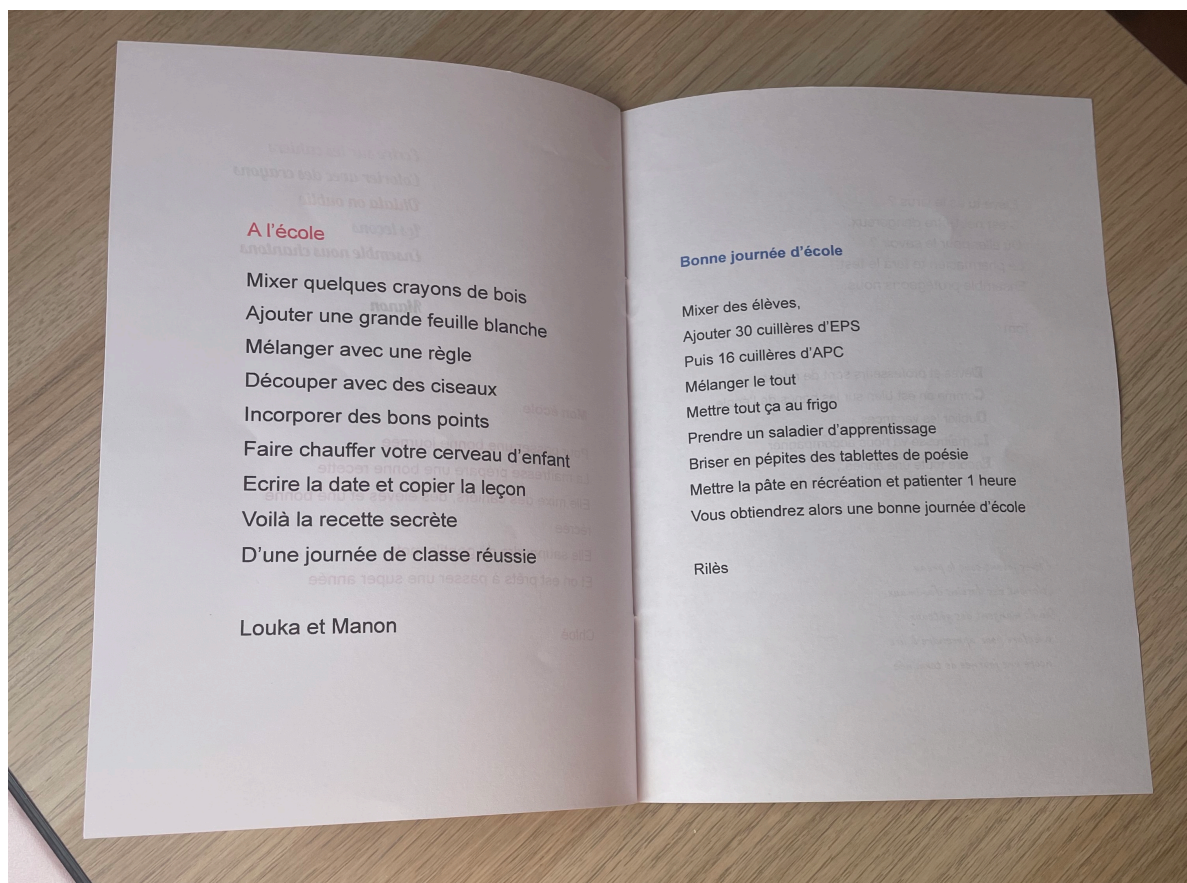 A l'école
Mixer quelques crayons de bois
Ajouter une grande feuille blanche
Mélanger avec une règle
Découper avec des ciseaux
Incorporer des bons points
Faire chauffer votre cerveau d'enfant
Ecrire la date et copier la leçon
Voilà la recette secrète
D'une journée de classe réussie
Louka et Manon
Bonne journée d'école
Mixer des élèves,
Ajouter 30 cuillères d'EPS
Puis 16 cuillères d'APC
Mélanger le tout
Mettre tout ça au frigo
Prendre un saladier d'apprentissage
Briser en pépites des tablettes de poésie
Mettre la pâte en récréation et patienter 1 heure
Vous obtiendrez alors une bonne journée d'école
Rilès